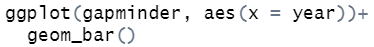 ggplot(gapminder, aes(x = year))+
  geom_bar()